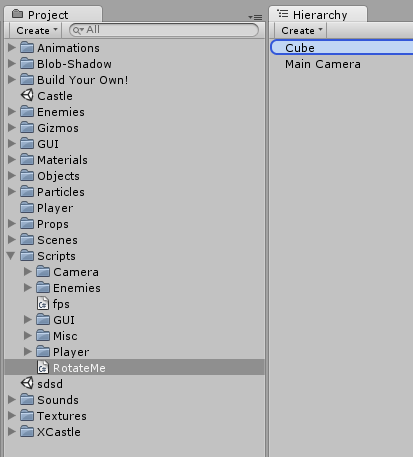 Project
Create All
Animations
Blob-Shadow
Build Your Own!
Castle
Enemies
Gizmos
GUI
Materials
Objects
Particles
Player
Props
Scenes
Scripts
Camera
Enemies
fps
GUI
Misc
Player
RotateMe
sdsd
Sounds
Textures
XCastle
Hierarchy
Create
Cube
Main Camera